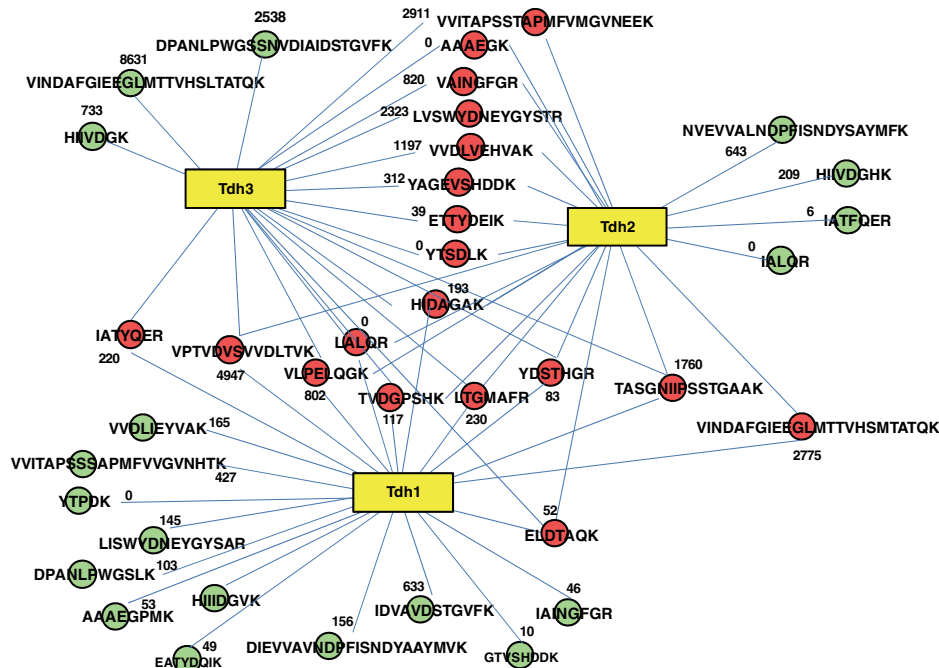 2911
VVITAPSSTAPMFVMGVNEEK
2538
DPANLPWGSSNVDIAIDSTGVFK
0
AAAEGK
8631
VINDAFGIEEGLMTTVHSLTATQK
820
VAINGFGR
2323
LVSWYDNEYGYSTR
733
HIIVDGK
1197
VVDLVEHVAK
NVEVVALNDPFISNDYSAYMFK
643
Tdh3
312
YAGEVSHDDK
209
HIIVDGHK
39
ETTYDEIK
Tdh2
6
IATFQER
0
YTSDLK
0
IALQR
193
HIDAGAK
IATYQER
220
VPTVDVSVVDLTVK
4947
0
LALQR
VLPELQGK
802
YDSTHGR
83
1760
TASGNIIPSSTGAAK
TVDGPSHK
117
LTGMAFR
230
VINDAFGIEEGLMTTVHSMTATQK
2775
VVDLIEYVAK
165
VVITAPSSSAPMFVVGVNHTK
427
YTPDK
0
Tdh1
145
LISWYDNEYGYSAR
52
ELDTAQK
DPANLPWGSLK
103
AAAEGPMK
53
HIIIDGVK
633
IDVAVDSTGVFK
46
IAINGFGR
156
DIEVVAVNDPFISNDYAAYMVK
10
GTVSHDDK
49
EATYDQIK